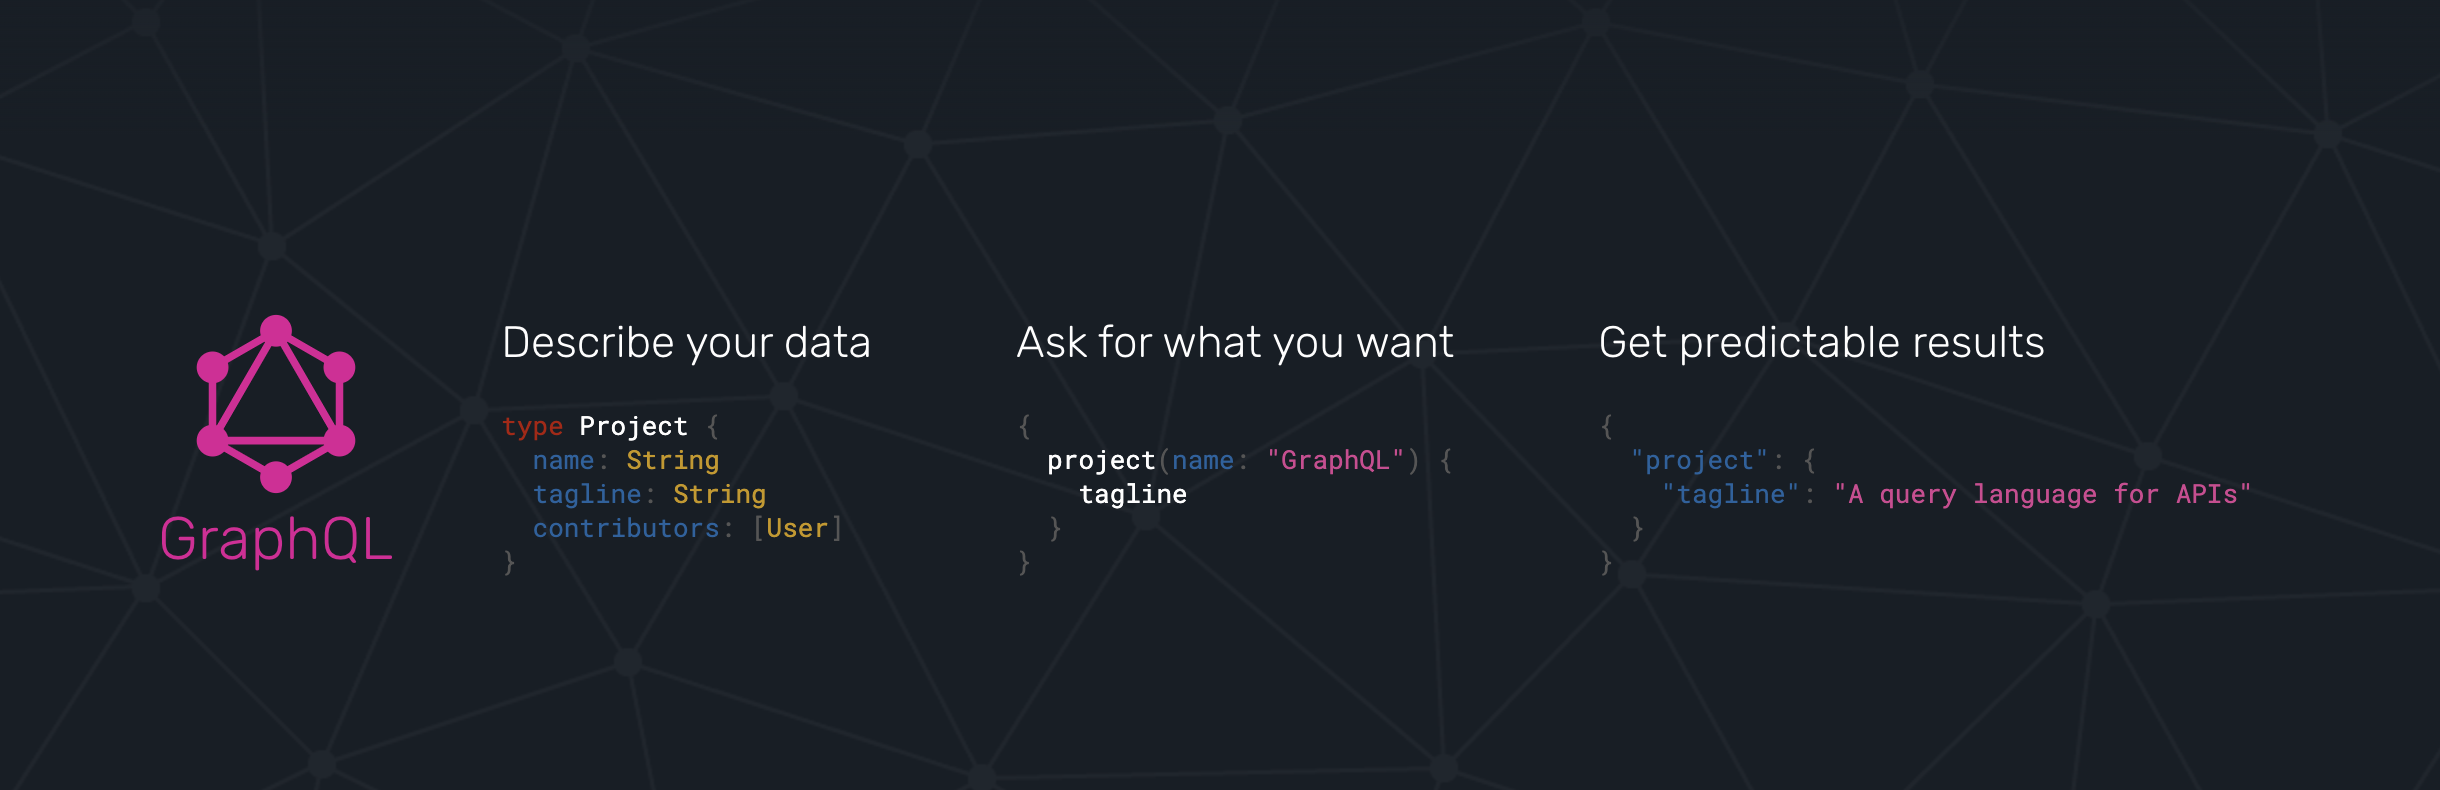 GraphQL
Describe your data
type Project {
  name: String
  tagline: String
  contributors: [User]
}
Ask for what you want
{
  project(name: "GraphQL") {
    tagline
  }
}
Get predictable results
{
  "project": {
    "tagline": "A query language for APIs"
  }
}